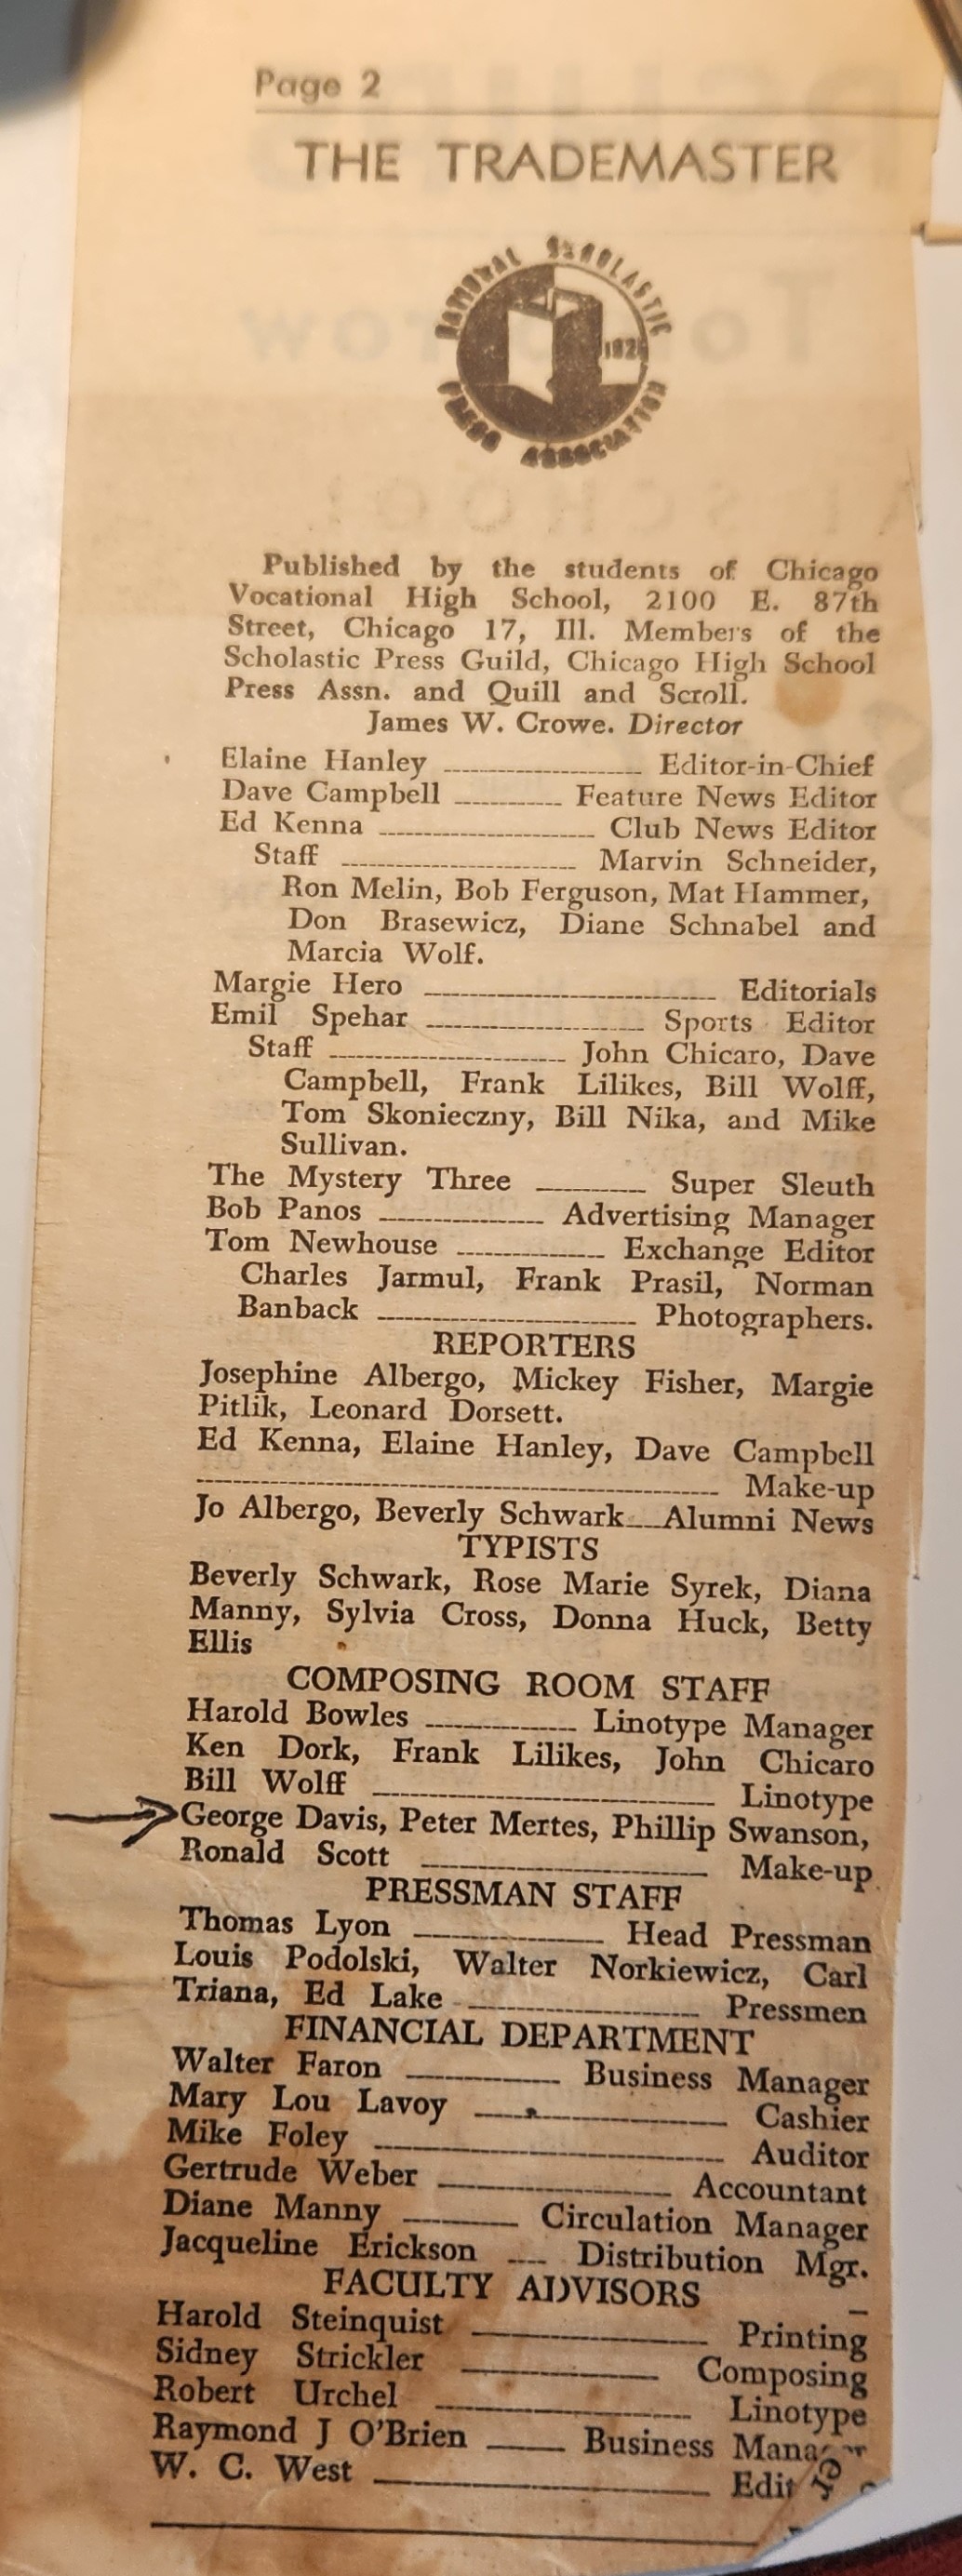 Page 2
THE TRADEMASTER
NATIONAL SCHOLASTIC
PRESS ASSOCIATION
Published by the students of Chicago
Vocational High School, 2100 E. 87th
Street, Chicago 17, Ill. Members of the
Scholastic Press Guild, Chicago High School
Press Assn. and Quill and Scroll.
James W. Crowe. Director
Elaine Hanley ---------- Editor-in-Chief
Dave Campbell ---------- Feature News Editor
Ed Kenna ---------- Club News Editor
Staff ---------- Marvin Schneider,
Ron Melin, Bob Ferguson, Mat Hammer,
Don Brasewicz, Diane Schnabel and
Marcia Wolf.
Margie Hero ---------- Editorials
Emil Spehar ---------- Sports Editor
Staff ---------- John Chicaro, Dave
Campbell, Frank Lilikes, Bill Wolff,
Tom Skonieczny, Bill Nika, and Mike
Sullivan.
The Mystery Three ---------- Super Sleuth
Bob Panos ---------- Advertising Manager
Tom Newhouse ---------- Exchange Editor
Charles Jarmul, Frank Prasil, Norman
Banback ---------- Photographers.
REPORTERS
Josephine Albergo, Mickey Fisher, Margie
Pitlik, Leonard Dorsett.
Ed Kenna, Elaine Hanley, Dave Campbell
---------- Make-up
Jo Albergo, Beverly Schwark----Alumni News
TYPISTS
Beverly Schwark, Rose Marie Syrek, Diana
Manny, Sylvia Cross, Donna Huck, Betty
Ellis
COMPOSING ROOM STAFF
Harold Bowles ---------- Linotype Manager
Ken Dork, Frank Lilikes, John Chicaro
Bill Wolff ---------- Linotype
George Davis, Peter Mertes, Phillip Swanson,
Ronald Scott ---------- Make-up
PRESSMAN STAFF
Thomas Lyon ---------- Head Pressman
Louis Podolski, Walter Norkiewicz, Carl
Triana, Ed Lake ---------- Pressmen
FINANCIAL DEPARTMENT
Walter Faron ---------- Business Manager
Mary Lou Lavoy ---------- Cashier
Mike Foley ---------- Auditor
Gertrude Weber ---------- Accountant
Diane Manny ---------- Circulation Manager
Jacqueline Erickson ---- Distribution Mgr.
FACULTY ADVISORS
Harold Steinquist ---------- Printing
Sidney Strickler ---------- Composing
Robert Urchel ---------- Linotype
Raymond J O'Brien ------ Business Manager
W. C. West ---------- Edit